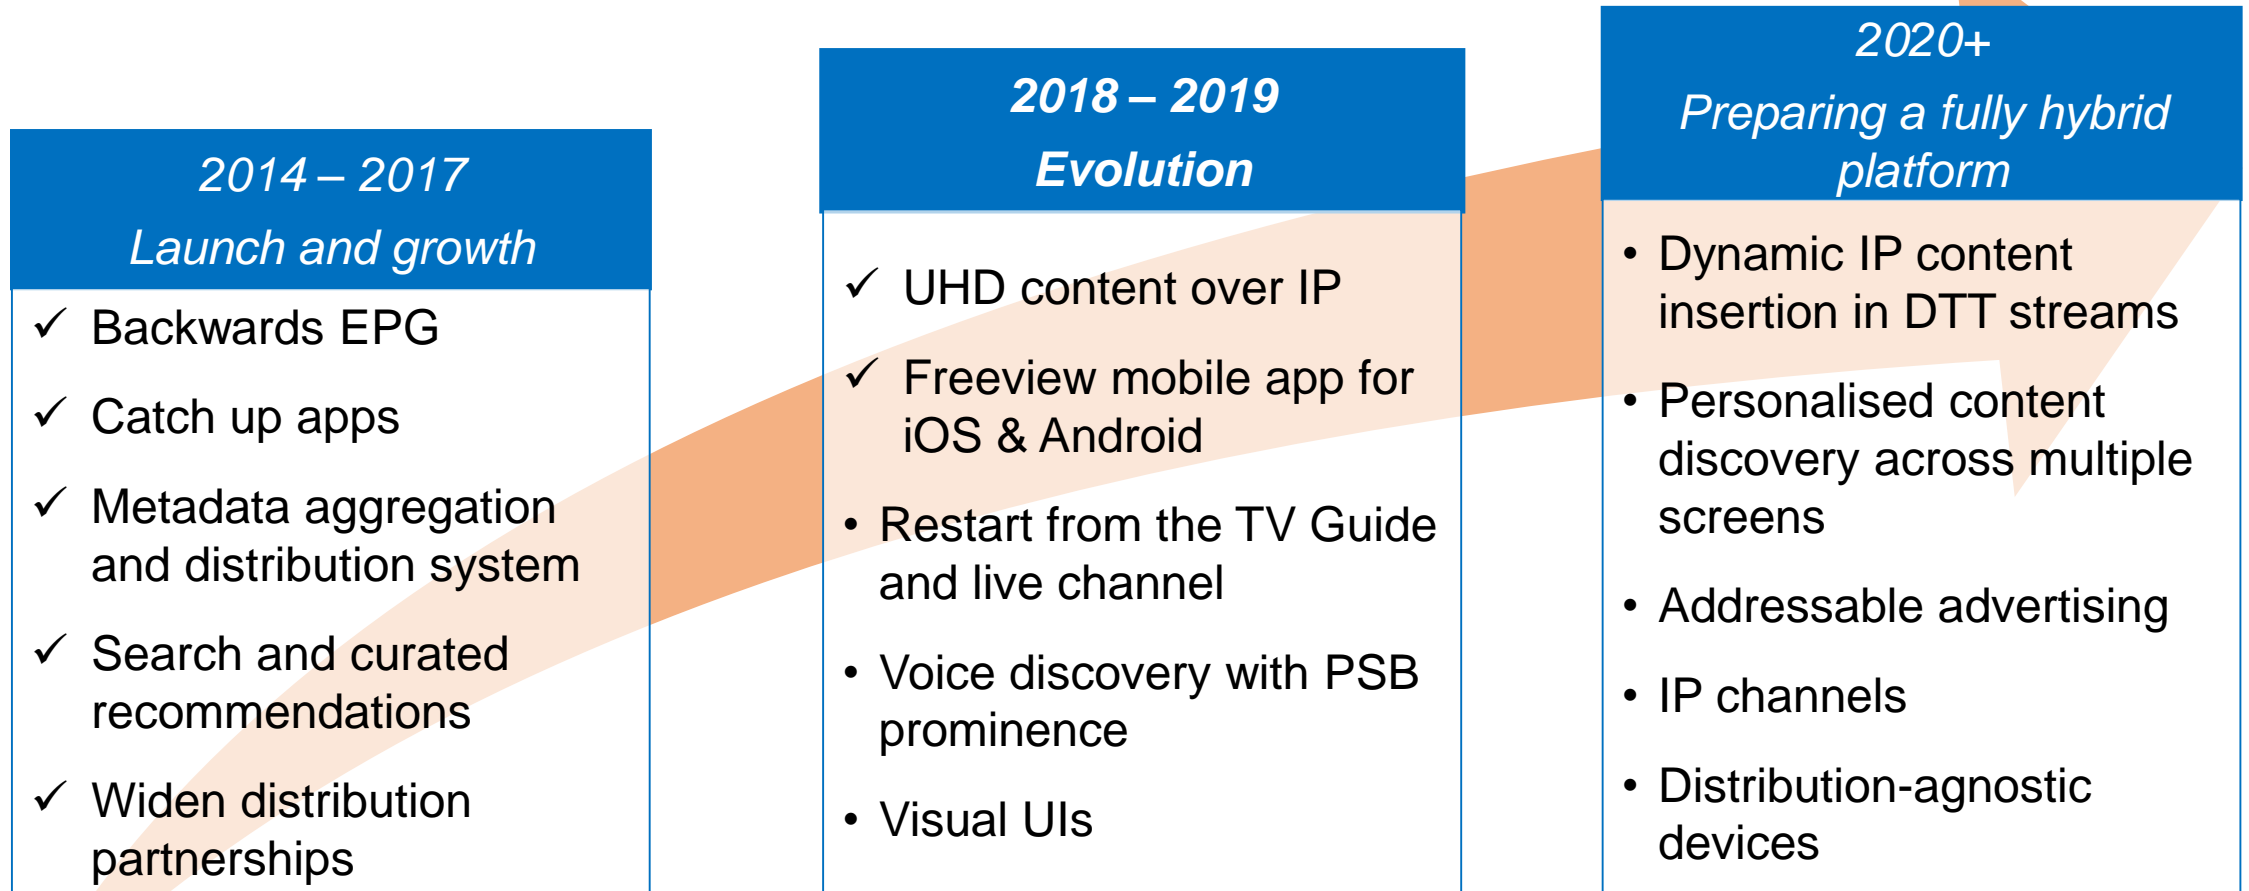 2014 – 2017
Launch and growth
✓ Backwards EPG
✓ Catch up apps
✓ Metadata aggregation
and distribution system
✓ Search and curated
recommendations
✓ Widen distribution
partnerships
2018 – 2019
Evolution
✓ UHD content over IP
✓ Freeview mobile app for
iOS & Android
• Restart from the TV Guide
and live channel
• Voice discovery with PSB
prominence
• Visual UIs
2020+
Preparing a fully hybrid
platform
• Dynamic IP content
insertion in DTT streams
• Personalised content
discovery across multiple
screens
• Addressable advertising
• IP channels
• Distribution-agnostic
devices